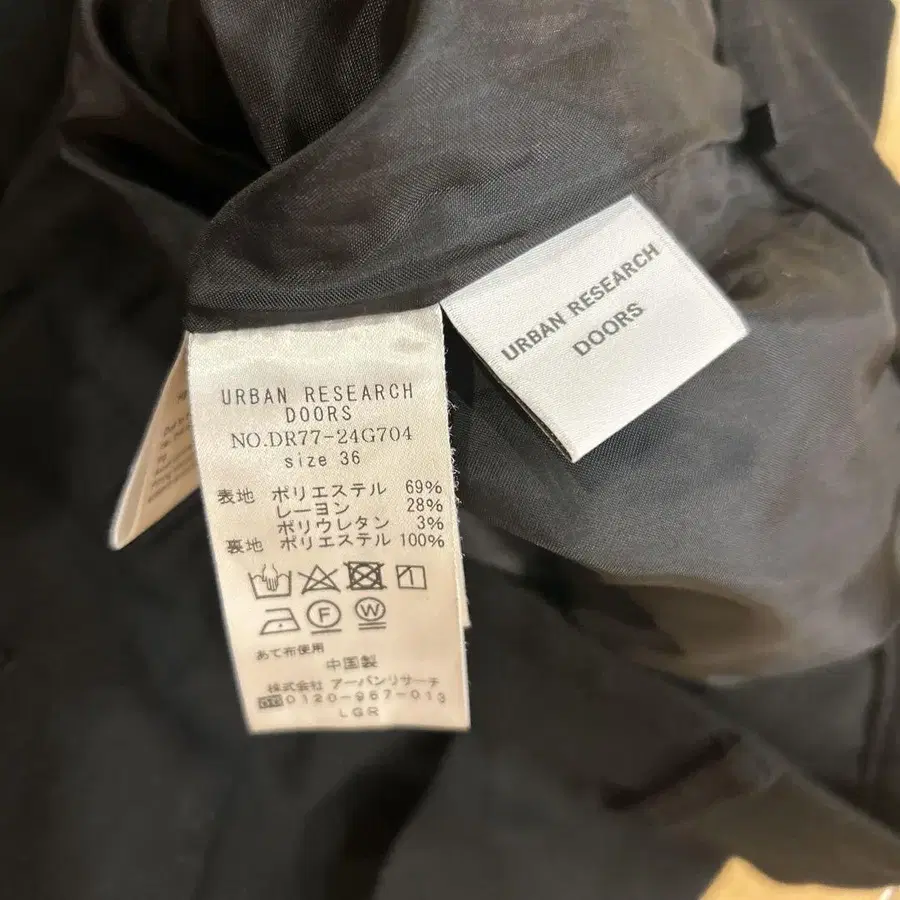 URBAN RESEARCH
DOORS
NO.DR77-24G704
size 36
表地 ポリエステル 69%
レーヨン 28%
ポリウレタン 3%
裏地 ポリエステル 100%
F
W
あて布使用
中国製
株式会社 アーバンリサーチ
0120-967-013
LGR
URBAN RESEARCH
DOORS